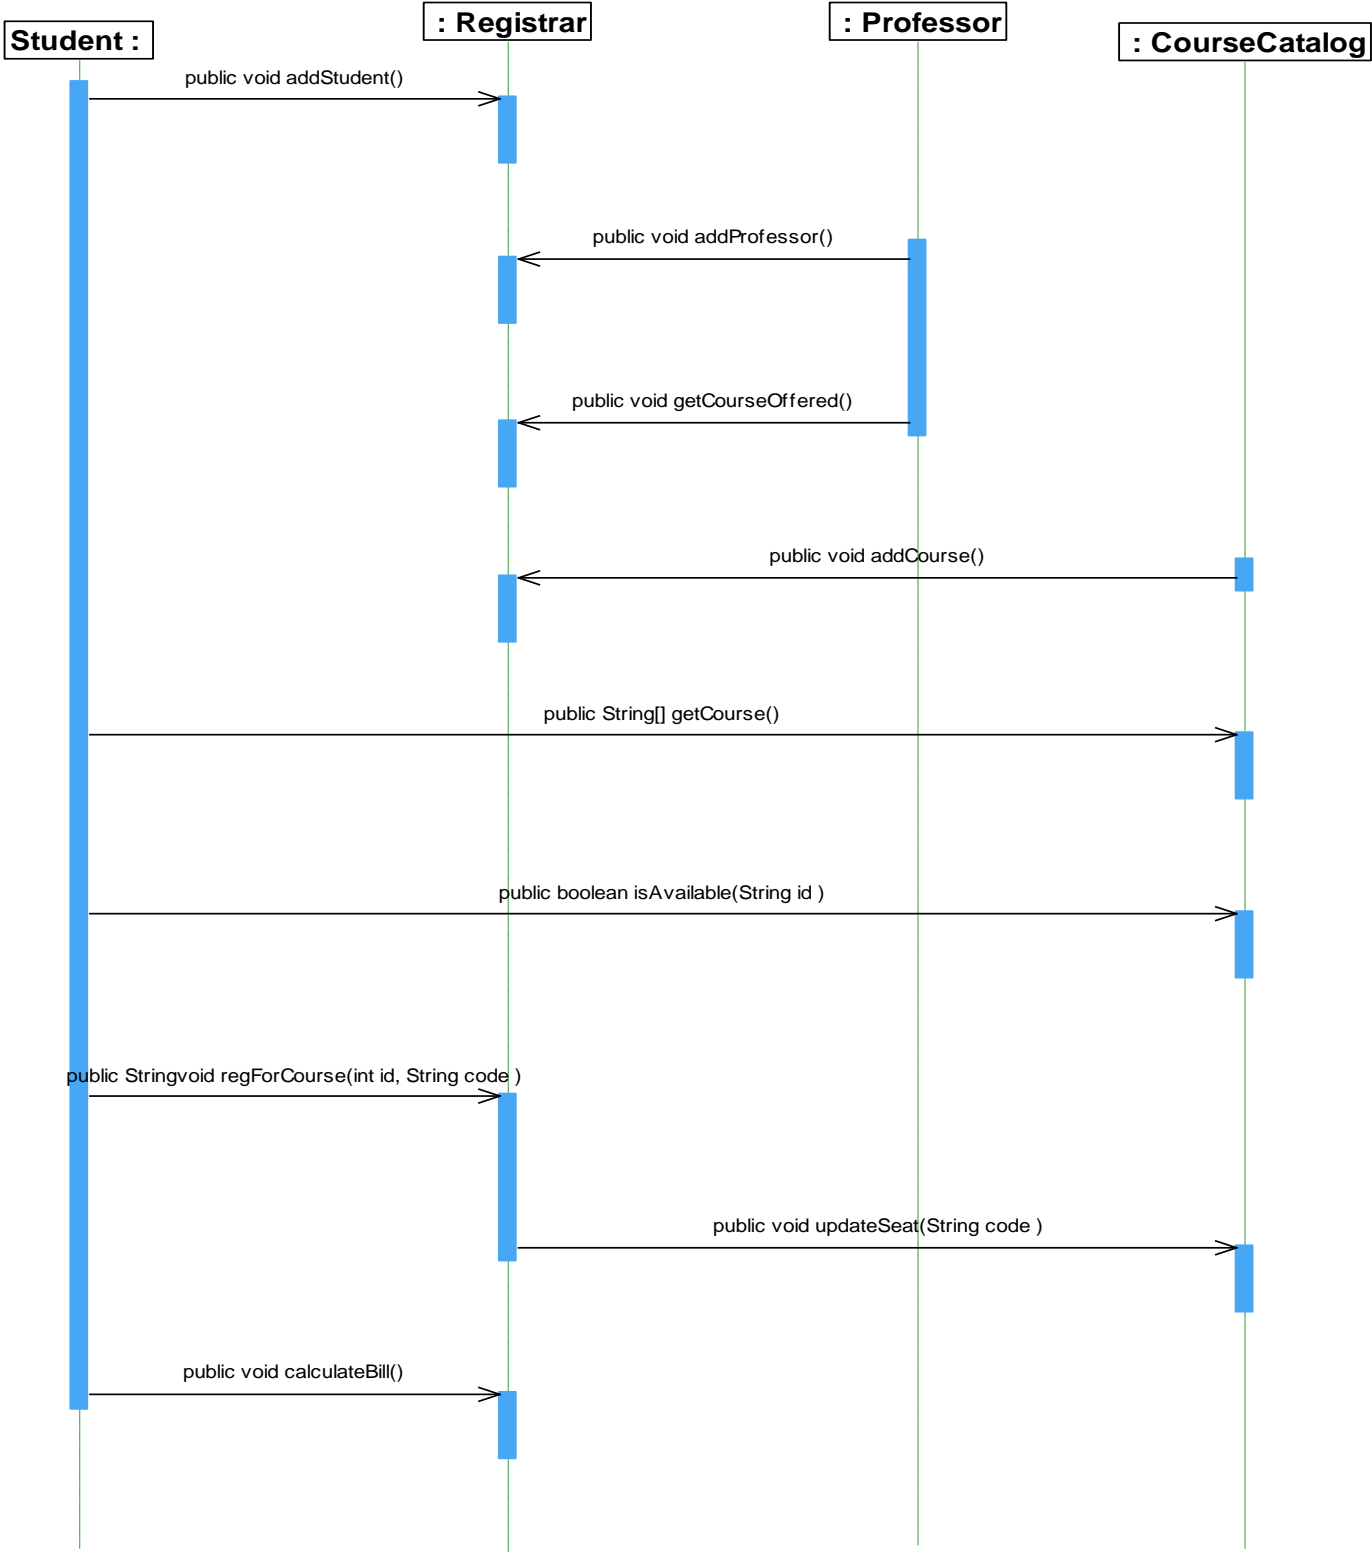 Student :
: Registrar
: Professor
: CourseCatalog
public void addStudent()
public void addProfessor()
public void getCourseOffered()
public void addCourse()
public String[] getCourse()
public boolean isAvailable(String id )
public Stringvoid regForCourse(int id, String code )
public void updateSeat(String code )
public void calculateBill()